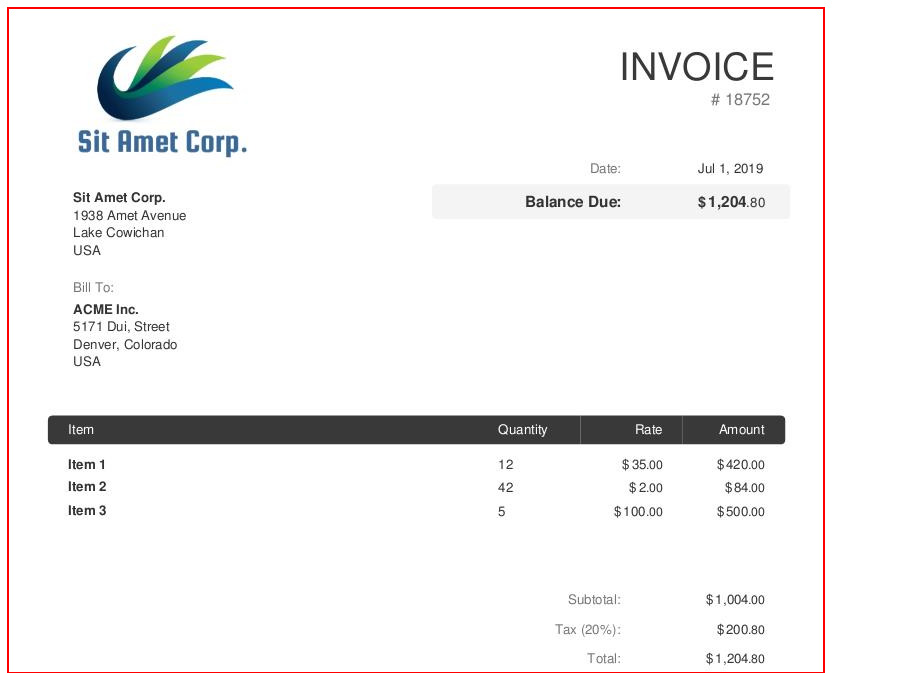 Sit Amet Corp.
INVOICE
# 18752
Date: Jul 1, 2019
Balance Due: $1,204.80
Sit Amet Corp.
1938 Amet Avenue
Lake Cowichan
USA
Bill To:
ACME Inc.
5171 Dui, Street
Denver, Colorado
USA
Item Quantity Rate Amount
Item 1 12 $35.00 $420.00
Item 2 42 $2.00 $84.00
Item 3 5 $100.00 $500.00
Subtotal: $1,004.00
Tax (20%): $200.80
Total: $1,204.80